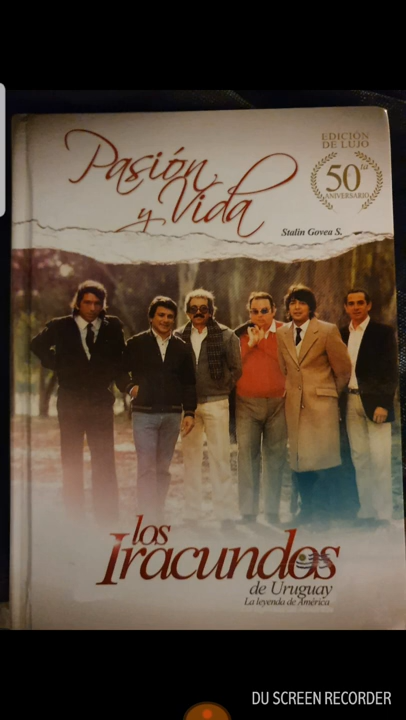 Pasión
y Vida
EDICIÓN
DE LUJO
50to
ANIVERSARIO
Stalin Govea S.
los
Iracundos
de Uruguay
La leyenda de América
DU SCREEN RECORDER